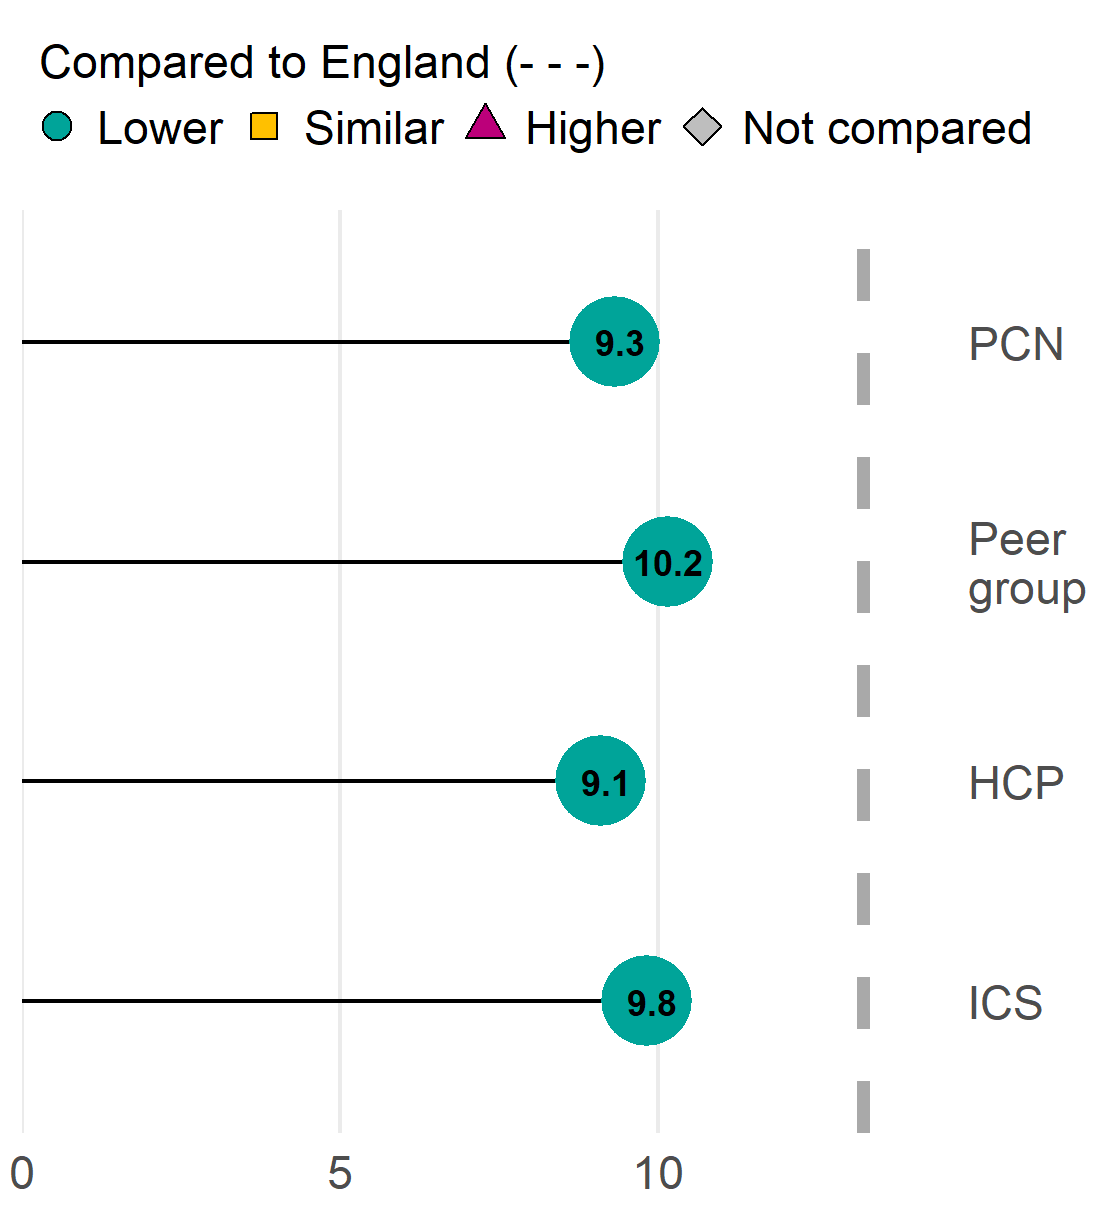 Compared to England (- - -)
Lower Similar Higher Not compared
9.3 PCN
10.2 Peer
group
9.1 HCP
9.8 ICS
0 5 10